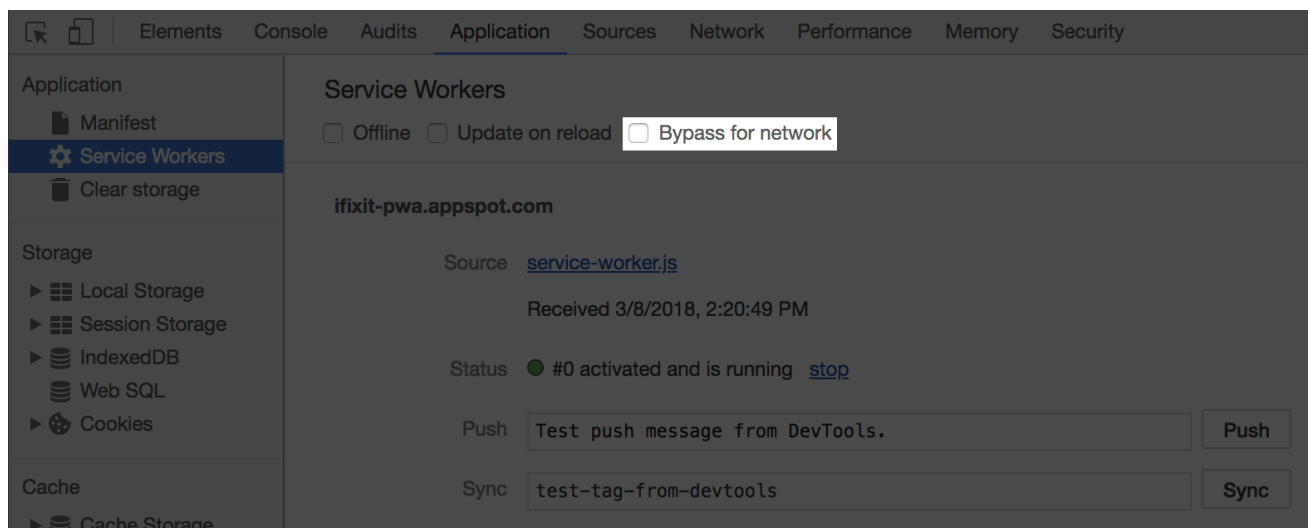 Elements Console Audits Application Sources Network Performance Memory Security
Application
Manifest
Service Workers
Clear storage
Storage
Local Storage
Session Storage
IndexedDB
Web SQL
Cookies
Cache
Cache Storage
Service Workers
Offline Update on reload Bypass for network
ifixit-pwa.appspot.com
Source service-worker.js
Received 3/8/2018, 2:20:49 PM
Status #0 activated and is running stop
Push Test push message from DevTools. Push
Sync test-tag-from-devtools Sync